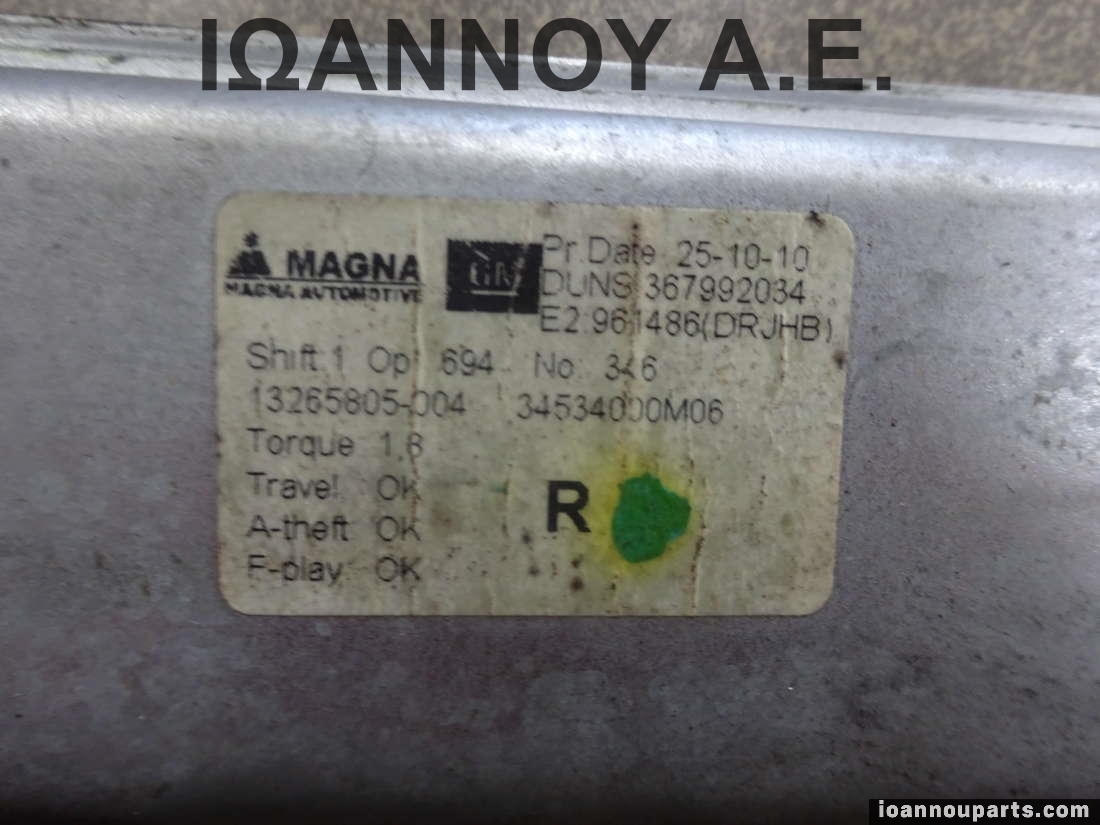 ΙΩΑΝΝΟΥ Α.Ε.
MAGNA
MAGNA AUTOMOTIVE
GM
Pr.Date 25-10-10
DUNS 367992034
E2 961486(DRJHB)
Shift 1 Op 694 No 346
13265805-004 34534000M06
Torque 1.6
Travel OK
A-theft OK
F-play OK
R
ioannouparts.com